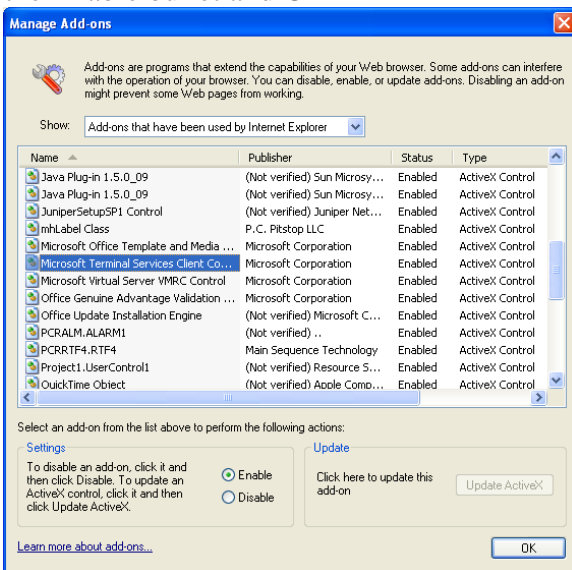 Manage Add-ons
Add-ons are programs that extend the capabilities of your Web browser. Some add-ons can interfere
with the operation of your browser. You can disable, enable, or update add-ons. Disabling an add-on
might prevent some Web pages from working.
Show: Add-ons that have been used by Internet Explorer
Name Publisher Status Type
Java Plug-in 1.5.0_09 (Not verified) Sun Microsy... Enabled ActiveX Control
Java Plug-in 1.5.0_09 (Not verified) Sun Microsy... Enabled ActiveX Control
JuniperSetupSP1 Control (Not verified) Juniper Net... Enabled ActiveX Control
mhLabel Class P.C. Pitstop LLC Enabled ActiveX Control
Microsoft Office Template and Media ... Microsoft Corporation Enabled ActiveX Control
Microsoft Terminal Services Client Co... Microsoft Corporation Enabled ActiveX Control
Microsoft Virtual Server VMRC Control Microsoft Corporation Enabled ActiveX Control
Office Genuine Advantage Validation ... Microsoft Corporation Enabled ActiveX Control
Office Update Installation Engine (Not verified) Microsoft C... Enabled ActiveX Control
PCRALM.ALARM1 (Not verified) .. Enabled ActiveX Control
PCRRTF4.RTF4 Main Sequence Technology Enabled ActiveX Control
Project1.UserControl1 (Not verified) Resource S... Enabled ActiveX Control
QuickTime Object (Not verified) Apple Comp... Enabled ActiveX Control
Select an add-on from the list above to perform the following actions:
Settings
To disable an add-on, click it and
then click Disable. To update an
ActiveX control, click it and then
click Update ActiveX.
Enable
Disable
Update
Click here to update this
add-on
Update ActiveX
Learn more about add-ons...
OK